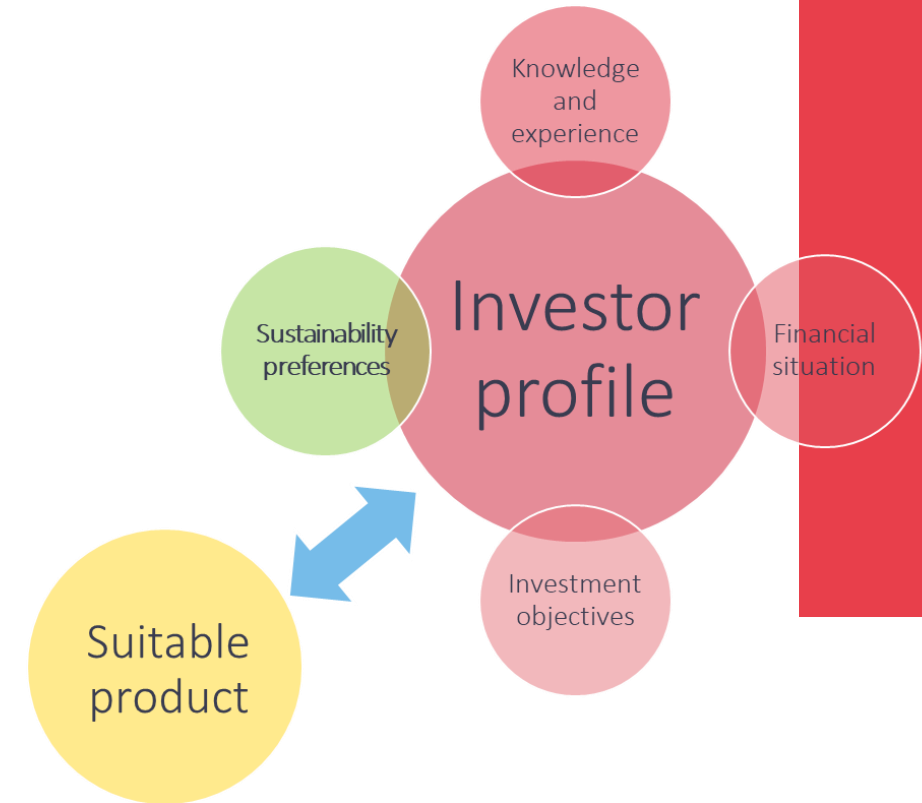 Knowledge
and
experience
Investor
profile
Sustainability
preferences
Financial
situation
Investment
objectives
Suitable
product